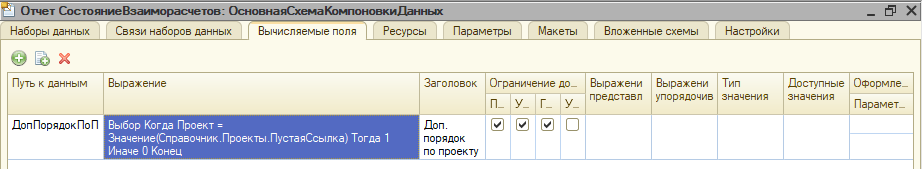 Отчет СостояниеВзаиморасчетов: ОсновнаяСхемаКомпоновкиДанных
Наборы данных Связи наборов данных Вычисляемые поля Ресурсы Параметры Макеты Вложенные схемы Настройки
Путь к данным Выражение Заголовок Ограничение до... Выражени представл Выражени упорядочив Тип значения Доступные значения Оформле...
П... У... Г... У... Парамет...
ДопПорядокПоП Выбор Когда Проект = Доп.
Значение(Справочник.Проекты.ПустаяСсылка) Тогда 1 порядок
Иначе 0 Конец по проекту